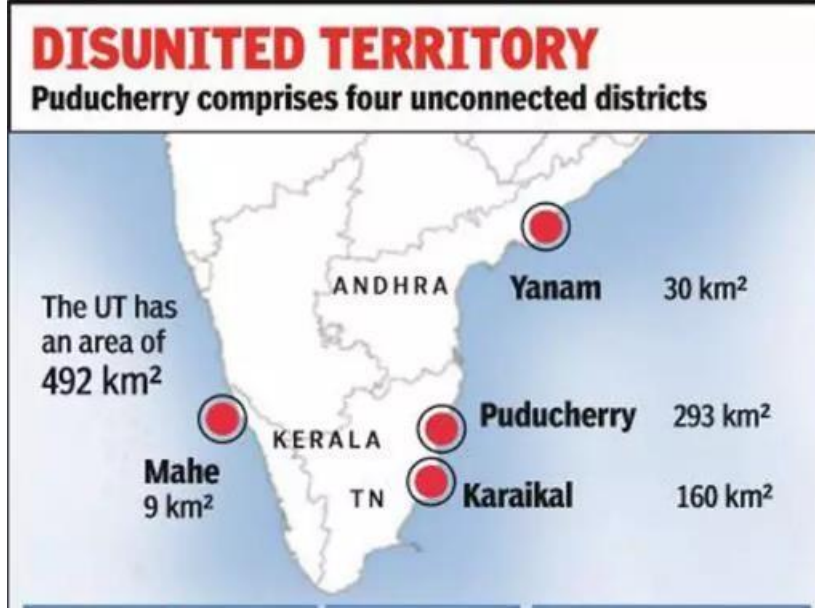 DISUNITED TERRITORY
Puducherry comprises four unconnected districts
ANDHRA
Yanam 30 km²
The UT has
an area of
492 km²
Puducherry 293 km²
KERALA
Mahe
9 km²
TN
Karaikal 160 km²